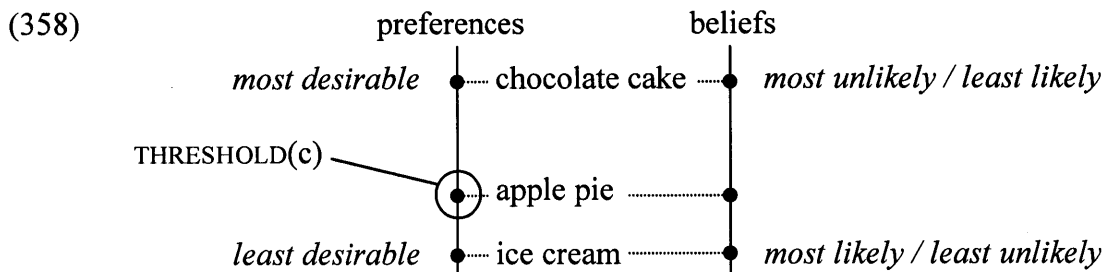 (358) preferences beliefs
most desirable chocolate cake most unlikely / least likely
THRESHOLD(c)
apple pie
least desirable ice cream most likely / least unlikely